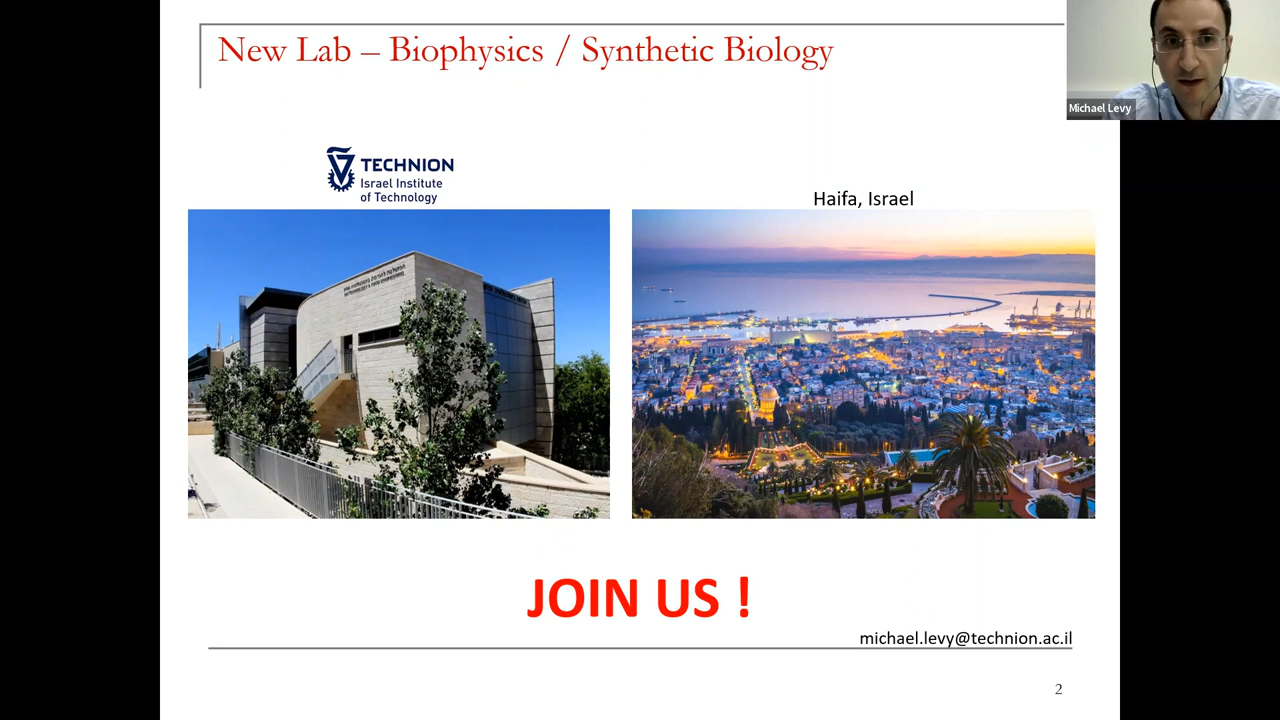 New Lab – Biophysics / Synthetic Biology
Michael Levy
TECHNION
Israel Institute
of Technology
Haifa, Israel
JOIN US !
michael.levy@technion.ac.il
2